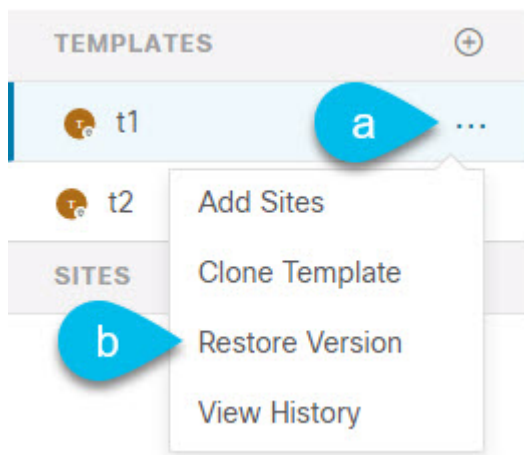 TEMPLATES
t1
a
...
t2
Add Sites
SITES
Clone Template
b
Restore Version
View History